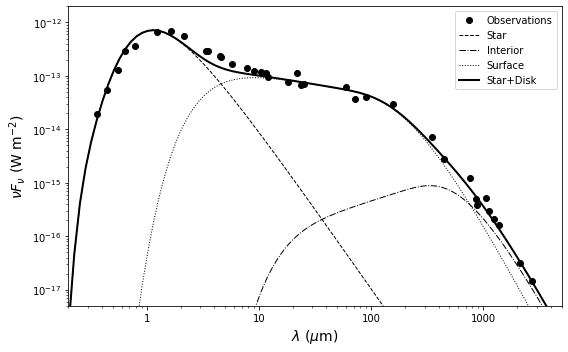 Observations
Star
Interior
Surface
Star+Disk
10⁻¹²
10⁻¹³
10⁻¹⁴
10⁻¹⁵
10⁻¹⁶
10⁻¹⁷
νFν (W m⁻²)
1 10 100 1000
λ (μm)